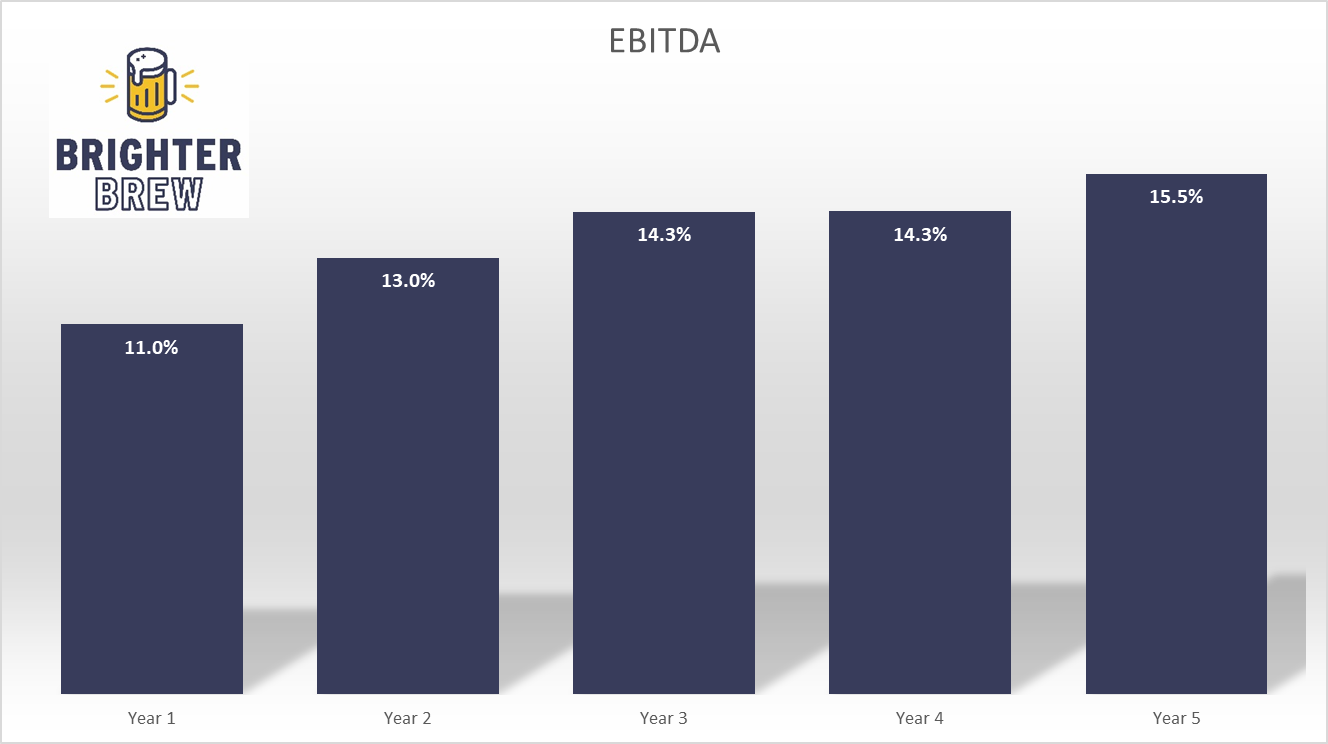 EBITDA
BRIGHTER
BREW
11.0%
13.0%
14.3%
14.3%
15.5%
Year 1
Year 2
Year 3
Year 4
Year 5